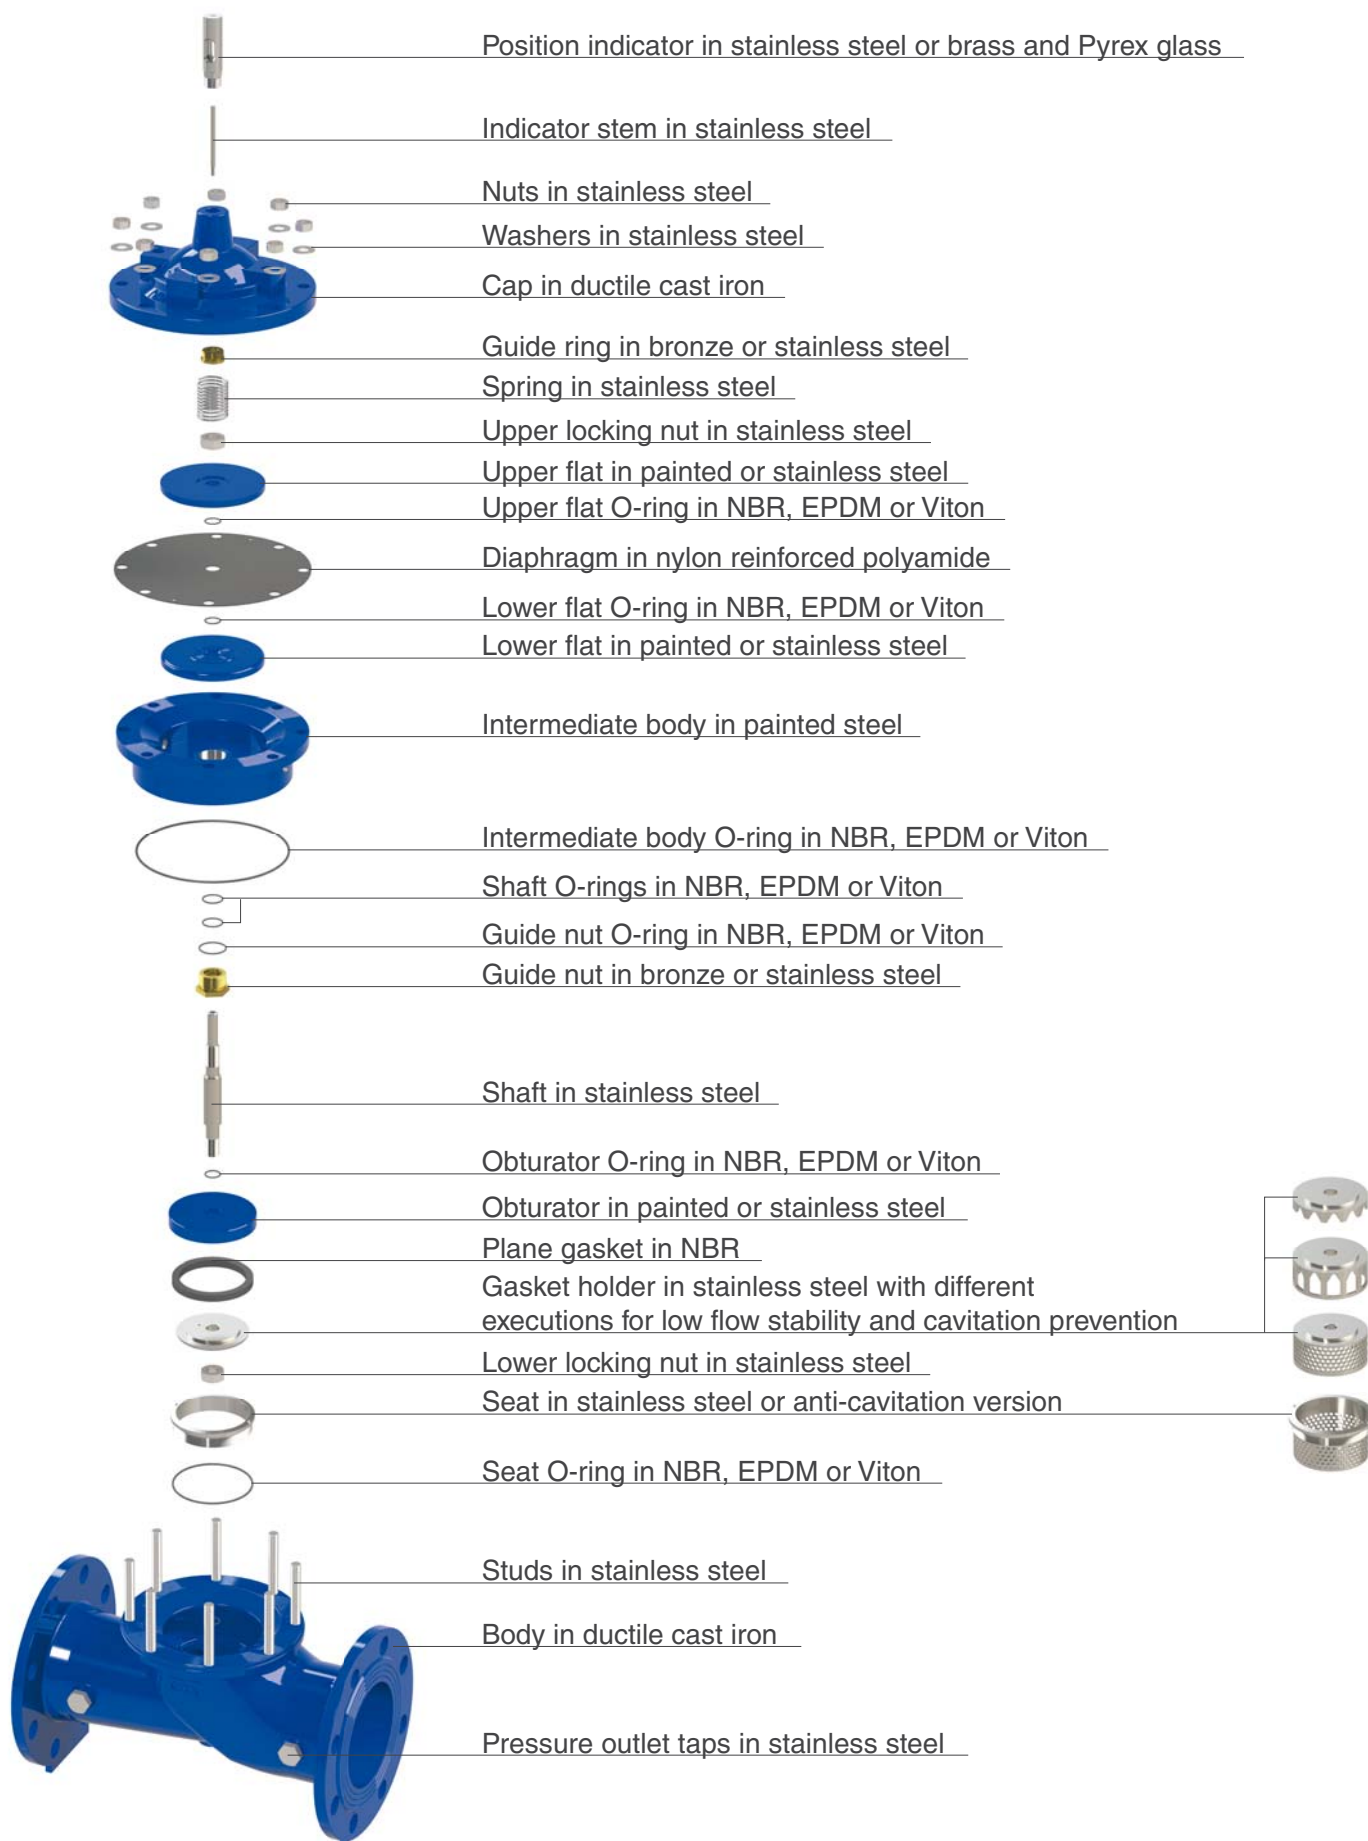 Position indicator in stainless steel or brass and Pyrex glass
Indicator stem in stainless steel
Nuts in stainless steel
Washers in stainless steel
Cap in ductile cast iron
Guide ring in bronze or stainless steel
Spring in stainless steel
Upper locking nut in stainless steel
Upper flat in painted or stainless steel
Upper flat O-ring in NBR, EPDM or Viton
Diaphragm in nylon reinforced polyamide
Lower flat O-ring in NBR, EPDM or Viton
Lower flat in painted or stainless steel
Intermediate body in painted steel
Intermediate body O-ring in NBR, EPDM or Viton
Shaft O-rings in NBR, EPDM or Viton
Guide nut O-ring in NBR, EPDM or Viton
Guide nut in bronze or stainless steel
Shaft in stainless steel
Obturator O-ring in NBR, EPDM or Viton
Obturator in painted or stainless steel
Plane gasket in NBR
Gasket holder in stainless steel with different
executions for low flow stability and cavitation prevention
Lower locking nut in stainless steel
Seat in stainless steel or anti-cavitation version
Seat O-ring in NBR, EPDM or Viton
Studs in stainless steel
Body in ductile cast iron
Pressure outlet taps in stainless steel